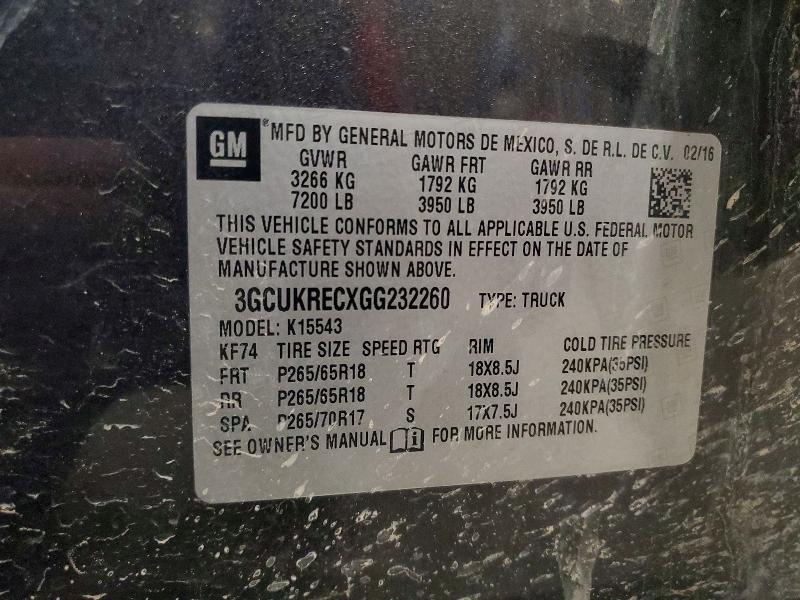 GM ® MFD BY GENERAL MOTORS DE MEXICO, S. DE R.L. DE C.V. 02/16
GVWR GAWR FRT GAWR RR
3266 KG 1792 KG 1792 KG
7200 LB 3950 LB 3950 LB
THIS VEHICLE CONFORMS TO ALL APPLICABLE U.S. FEDERAL MOTOR
VEHICLE SAFETY STANDARDS IN EFFECT ON THE DATE OF
MANUFACTURE SHOWN ABOVE.
3GCUKRECXGG232260 TYPE: TRUCK
MODEL: K15543
KF74 TIRE SIZE SPEED RTG RIM COLD TIRE PRESSURE
FRT P265/65R18 T 18X8.5J 240KPA(35PSI)
RR P265/65R18 T 18X8.5J 240KPA(35PSI)
SPA P265/70R17 S 17X7.5J 240KPA(35PSI)
SEE OWNER'S MANUAL FOR MORE INFORMATION.